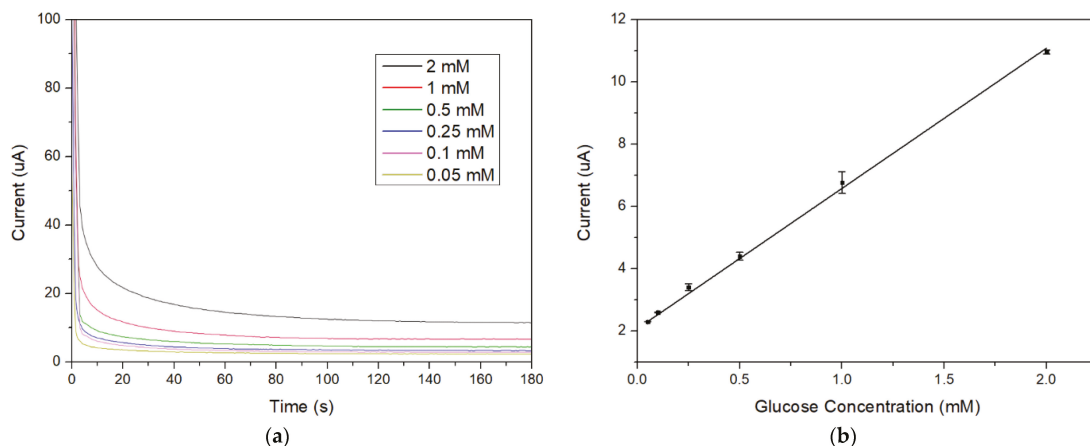 100
80
60
40
20
0
Current (uA)
2 mM
1 mM
0.5 mM
0.25 mM
0.1 mM
0.05 mM
0 20 40 60 80 100 120 140 160 180
Time (s)
(a)
12
10
8
6
4
2
Current (uA)
0.0 0.5 1.0 1.5 2.0
Glucose Concentration (mM)
(b)